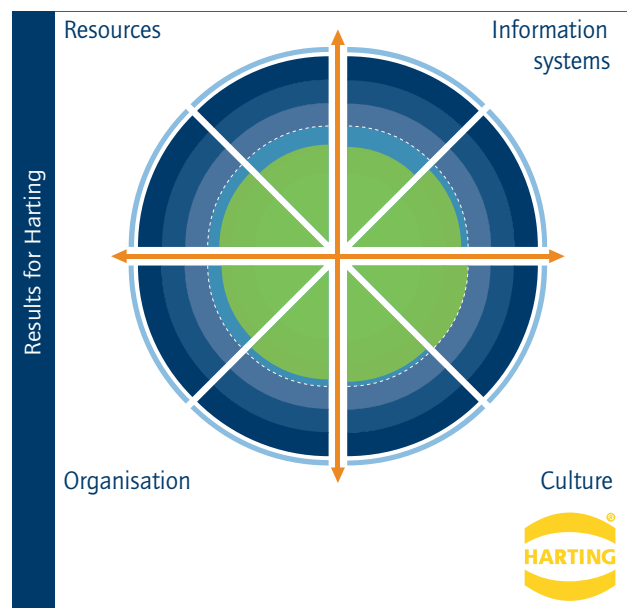 Resources
Information
systems
Results for Harting
Organisation
Culture
®
HARTING